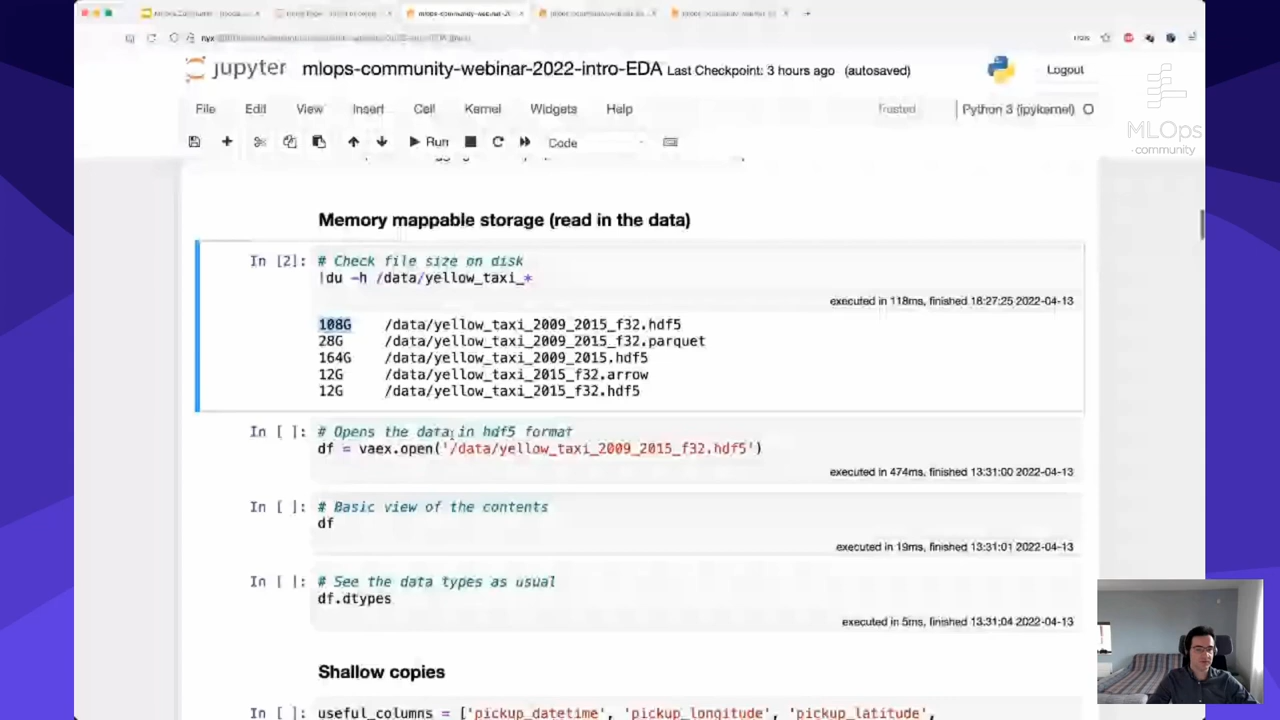 jupyter mlops-community-webinar-2022-intro-EDA Last Checkpoint: 3 hours ago (autosaved) Logout
File Edit View Insert Cell Kernel Widgets Help Trusted Python 3 (ipykernel)
Run Code
MLOps
.community
Memory mappable storage (read in the data)
In [2]: # Check file size on disk
!du -h /data/yellow_taxi_*
executed in 118ms, finished 18:27:25 2022-04-13
108G /data/yellow_taxi_2009_2015_f32.hdf5
28G /data/yellow_taxi_2009_2015_f32.parquet
164G /data/yellow_taxi_2009_2015.hdf5
12G /data/yellow_taxi_2015_f32.arrow
12G /data/yellow_taxi_2015_f32.hdf5
In [ ]: # Opens the data in hdf5 format
df = vaex.open('/data/yellow_taxi_2009_2015_f32.hdf5')
executed in 474ms, finished 13:31:00 2022-04-13
In [ ]: # Basic view of the contents
df
executed in 19ms, finished 13:31:01 2022-04-13
In [ ]: # See the data types as usual
df.dtypes
executed in 5ms, finished 13:31:04 2022-04-13
Shallow copies
In [ ]: useful_columns = ['pickup_datetime', 'pickup_longitude', 'pickup_latitude',